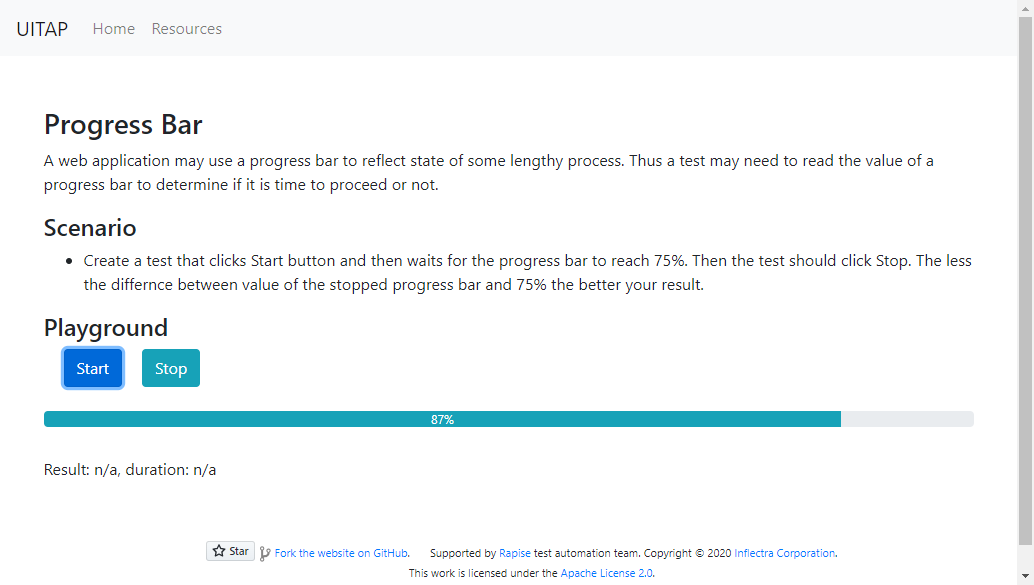 UITAP Home Resources
Progress Bar
A web application may use a progress bar to reflect state of some lengthy process. Thus a test may need to read the value of a
progress bar to determine if it is time to proceed or not.
Scenario
• Create a test that clicks Start button and then waits for the progress bar to reach 75%. Then the test should click Stop. The less
the differnce between value of the stopped progress bar and 75% the better your result.
Playground
Start Stop
87%
Result: n/a, duration: n/a
Star Fork the website on GitHub. Supported by Rapise test automation team. Copyright © 2020 Inflectra Corporation.
This work is licensed under the Apache License 2.0.